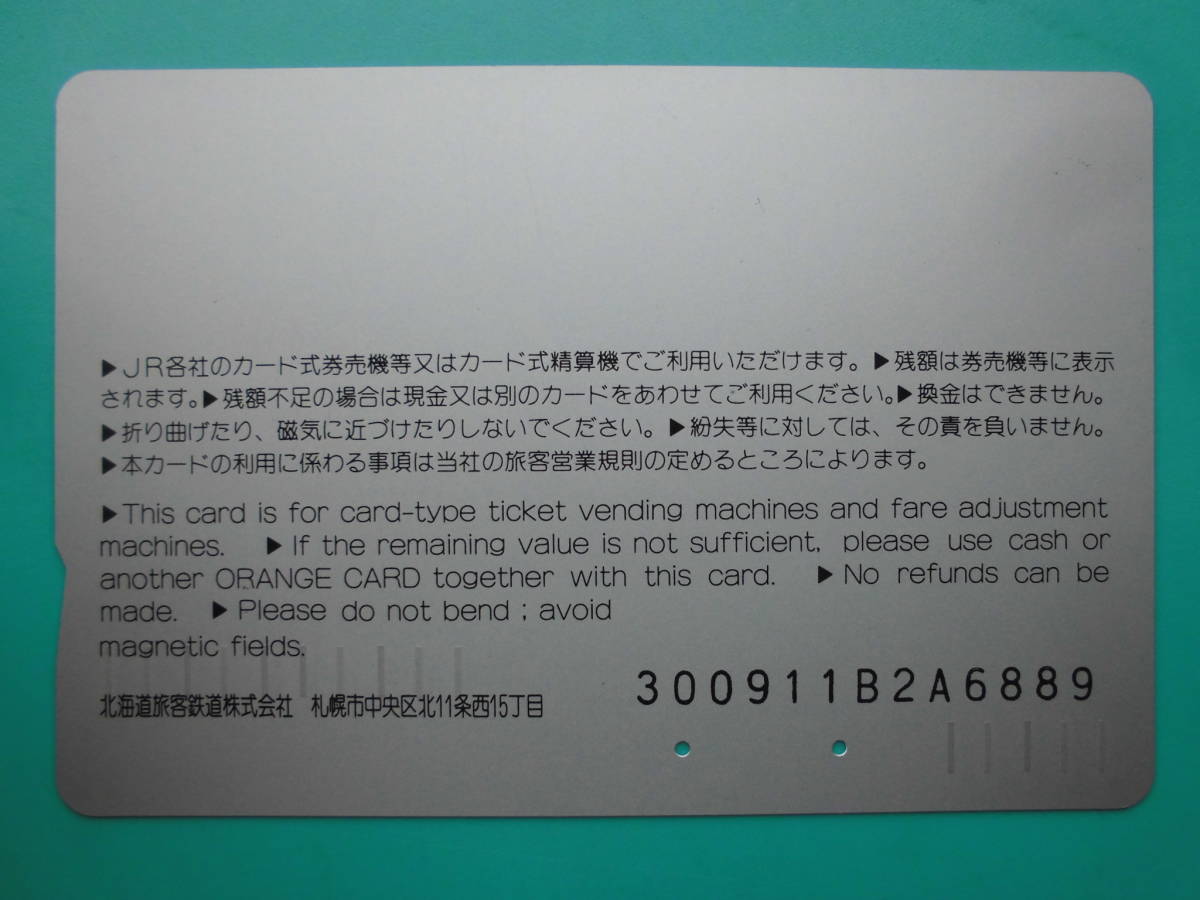 ▶ＪＲ各社のカード式券売機等又はカード式精算機でご利用いただけます。▶残額は券売機等に表示
されます。▶残額不足の場合は現金又は別のカードをあわせてご利用ください。▶換金はできません。
▶折り曲げたり、磁気に近づけたりしないでください。▶紛失等に対しては、その責を負いません。
▶本カードの利用に係わる事項は当社の旅客営業規則の定めるところによります。
▶This card is for card-type ticket vending machines and fare adjustment
machines. ▶If the remaining value is not sufficient, please use cash or
another ORANGE CARD together with this card. ▶No refunds can be
made. ▶Please do not bend ; avoid
magnetic fields.
北海道旅客鉄道株式会社 札幌市中央区北11条西15丁目
300911B2A6889